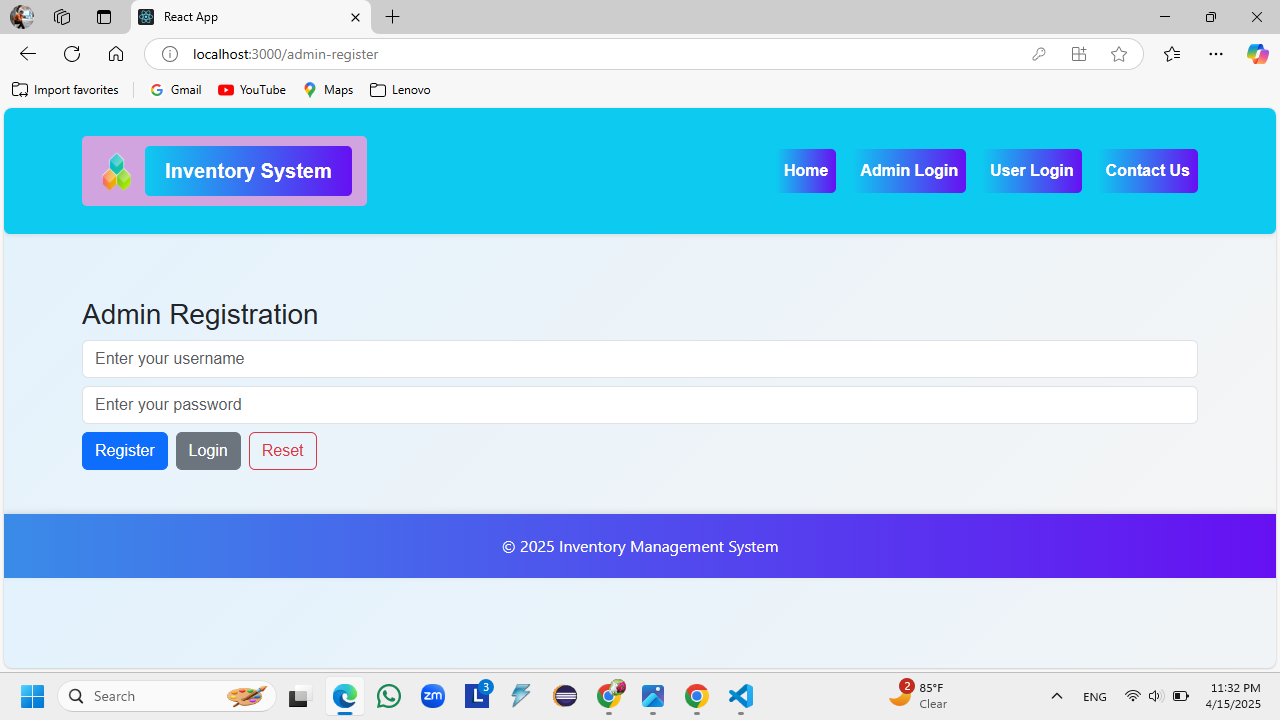 React App
localhost:3000/admin-register
Import favorites
Gmail
YouTube
Maps
Lenovo
Inventory System
Home
Admin Login
User Login
Contact Us
Admin Registration
Enter your username
Enter your password
Register
Login
Reset
© 2025 Inventory Management System
Search
zm
L
3
2
85°F
Clear
ENG
11:32 PM
4/15/2025